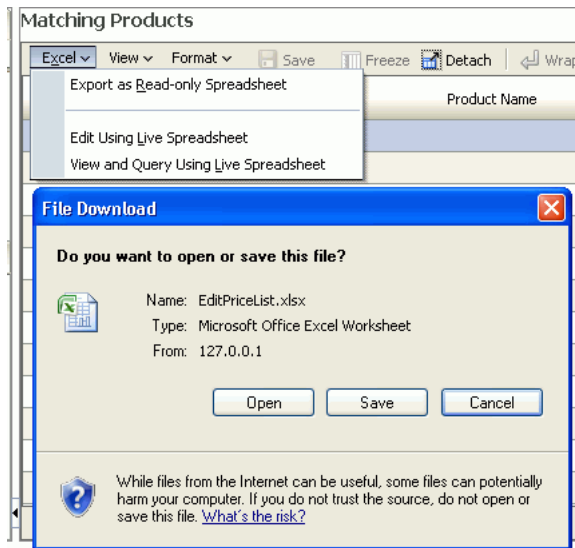 Matching Products
Excel View Format Save Freeze Detach Wrap
Export as Read-only Spreadsheet
Product Name
Edit Using Live Spreadsheet
View and Query Using Live Spreadsheet
File Download
Do you want to open or save this file?
Name: EditPriceList.xlsx
Type: Microsoft Office Excel Worksheet
From: 127.0.0.1
Open Save Cancel
While files from the Internet can be useful, some files can potentially
harm your computer. If you do not trust the source, do not open or
save this file. What's the risk?